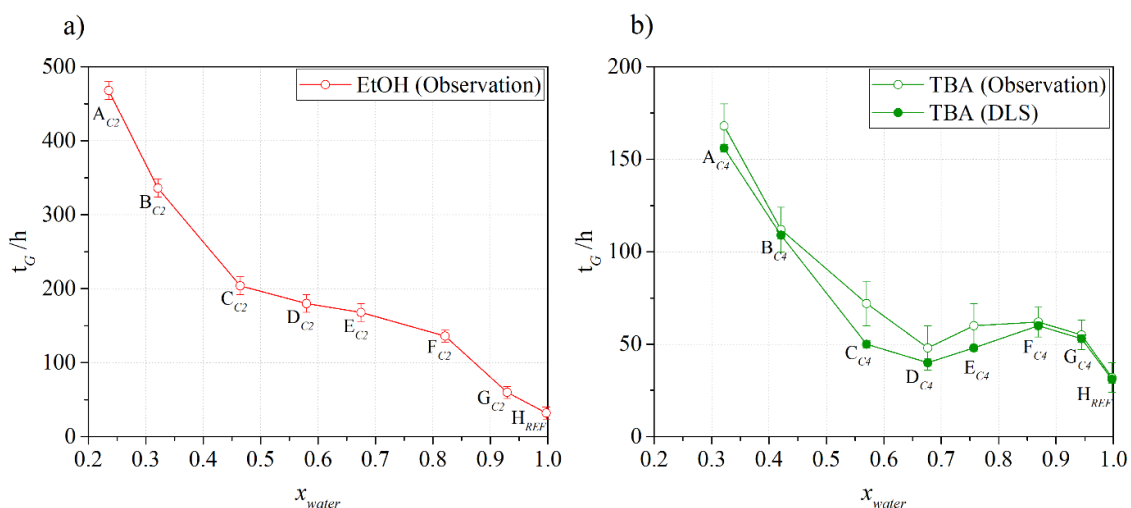 a)
500
400
300
200
100
0
t_G /h
EtOH (Observation)
A_C2
B_C2
C_C2
D_C2
E_C2
F_C2
G_C2
H_REF
0.2 0.3 0.4 0.5 0.6 0.7 0.8 0.9 1.0
x_water
b)
200
150
100
50
0
t_G /h
TBA (Observation)
TBA (DLS)
A_C4
B_C4
C_C4
D_C4
E_C4
F_C4
G_C4
H_REF
0.2 0.3 0.4 0.5 0.6 0.7 0.8 0.9 1.0
x_water